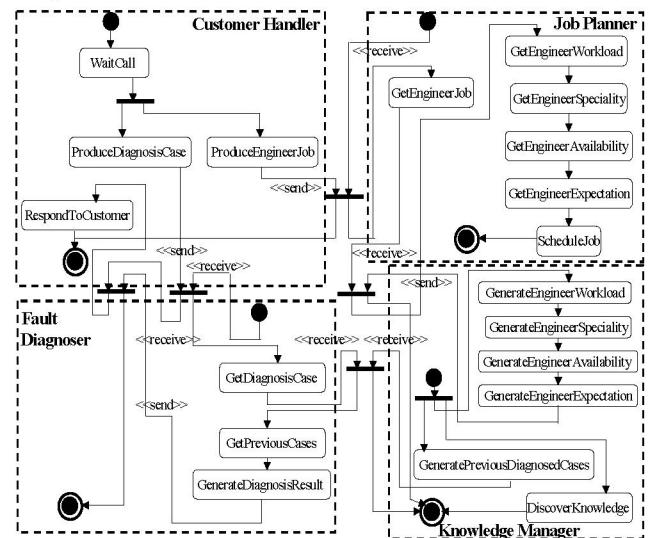 Customer Handler
Job Planner
WaitCall
<<receive>>
GetEngineerWorkload
GetEngineerJob
GetEngineerSpeciality
ProduceDiagnosisCase
ProduceEngineerJob
GetEngineerAvailability
<<send>>
GetEngineerExpectation
RespondToCustomer
ScheduleJob
<<send>>
<<receive>>
<<send>>
Fault
Diagnoser
GenerateEngineerWorkload
GenerateEngineerSpeciality
<<receive>>
<<receive>>
<<receive>>
GenerateEngineerAvailability
GetDiagnosisCase
GenerateEngineerExpectation
<<send>>
GetPreviousCases
GeneratePreviousDiagnosedCases
GenerateDiagnosisResult
DiscoverKnowledge
Knowledge Manager